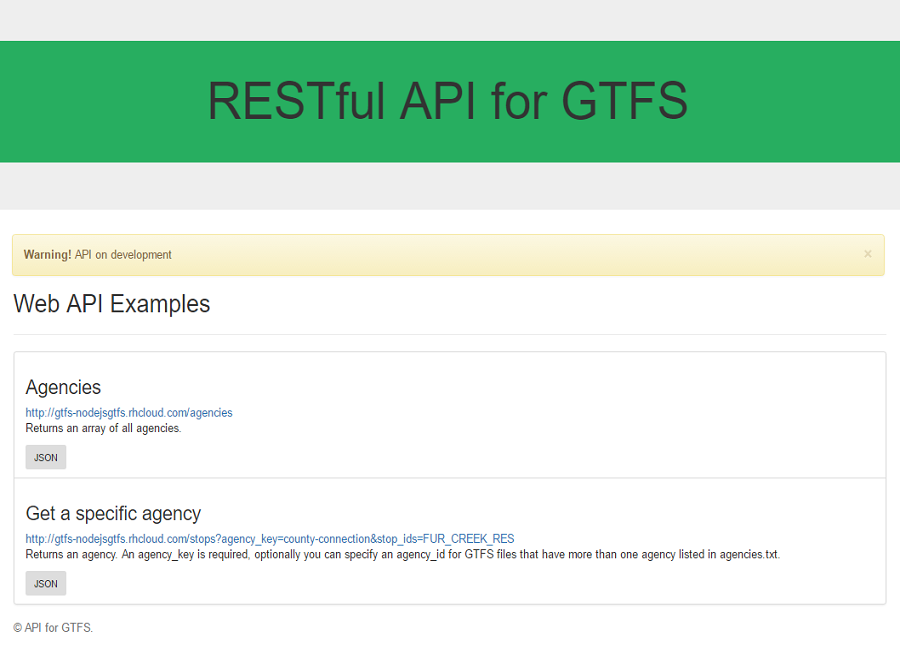 RESTful API for GTFS
Warning! API on development ×
Web API Examples
Agencies
http://gtfs-nodejsgtfs.rhcloud.com/agencies
Returns an array of all agencies.
JSON
Get a specific agency
http://gtfs-nodejsgtfs.rhcloud.com/stops?agency_key=county-connection&stop_ids=FUR_CREEK_RES
Returns an agency. An agency_key is required, optionally you can specify an agency_id for GTFS files that have more than one agency listed in agencies.txt.
JSON
© API for GTFS.